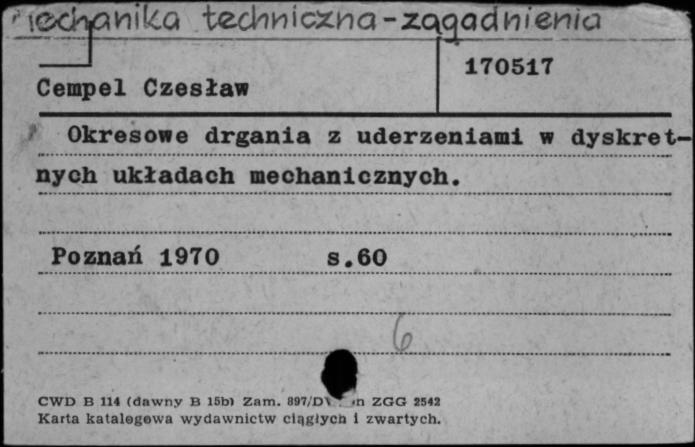 Mechanika techniczna-zagadnienia
170517
Cempel Czesław
Okresowe drgania z uderzeniami w dyskret-
nych układach mechanicznych.
Poznań 1970 s.60
6
CWD B 114 (dawny B 15b) Zam. 897/D ZGG 2542
Karta katalogowa wydawnictw ciągłych i zwartych.